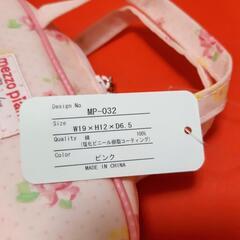 mezzo pia
Design No
MP-032
Size
W19×H12×D6.5
Quality 綿 100%
(塩化ビニール樹脂コーティング)
Color
ピンク
MADE IN CHINA